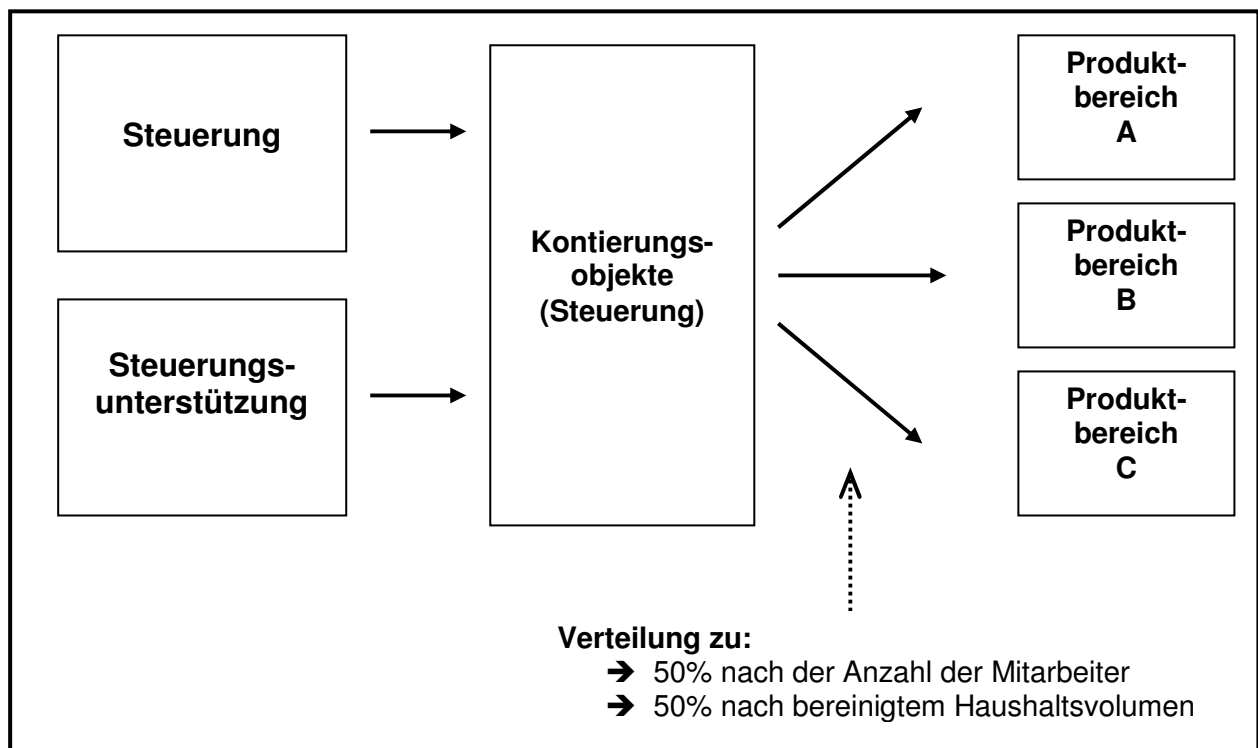 Steuerung
Steuerungs-
unterstützung
Kontierungs-
objekte
(Steuerung)
Produkt-
bereich
A
Produkt-
bereich
B
Produkt-
bereich
C
Verteilung zu:
➔ 50% nach der Anzahl der Mitarbeiter
➔ 50% nach bereinigtem Haushaltsvolumen